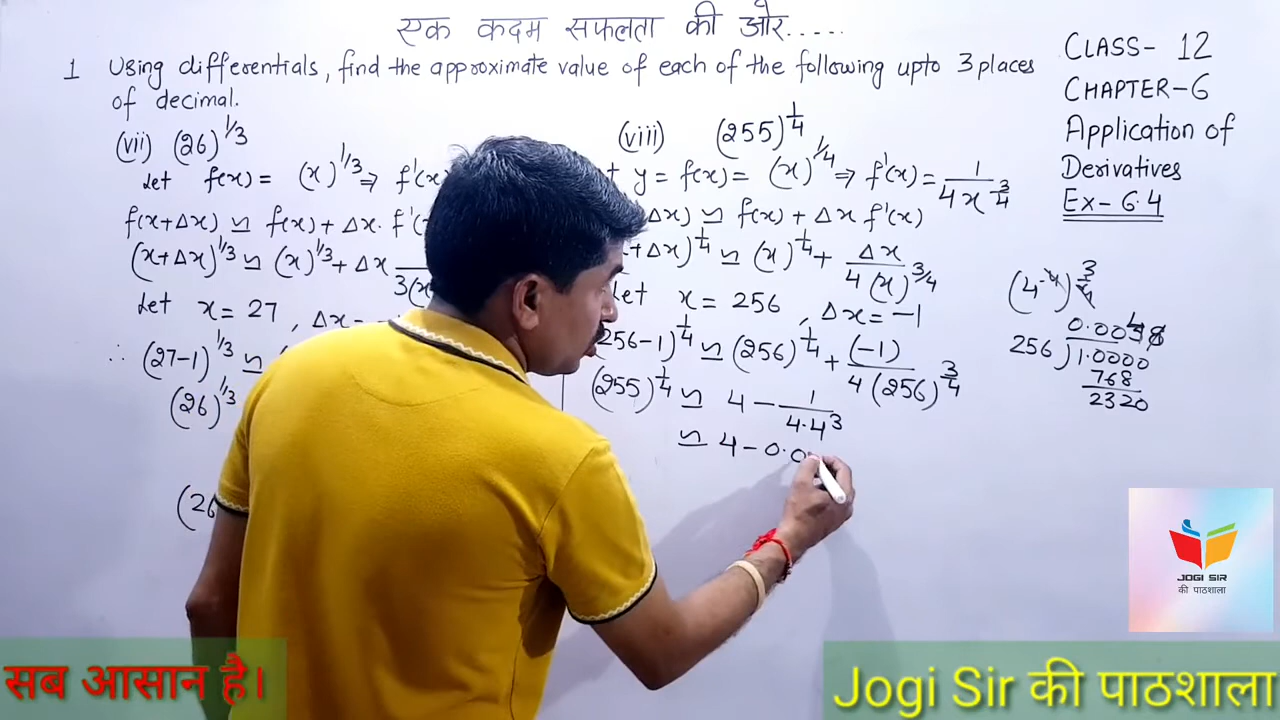 एक कदम सफलता की ओर.....
1 Using differentials, find the approximate value of each of the following upto 3 places
of decimal.
(vii) (26)^1/3
Let f(x) = (x)^1/3 ⇒ f'(x
f(x+Δx) ≃ f(x) + Δx. f'(
(x+Δx)^1/3 ≃ (x)^1/3 + Δx / 3(x
Let x = 27 , Δx =
∴ (27-1)^1/3 ≃
(26)^1/3
(26
(viii) (255)^1/4
t y = f(x) = (x)^1/4 ⇒ f'(x) = 1/4x^3/4
Δx) ≃ f(x) + Δx f'(x)
+Δx)^1/4 ≃ (x)^1/4 + Δx/4(x)^3/4
Let x = 256 , Δx = -1
(256-1)^1/4 ≃ (256)^1/4 + (-1)/4(256)^3/4
(255)^1/4 ≃ 4 - 1/4·4^3
≃ 4 - 0.0
CLASS- 12
CHAPTER-6
Application of
Derivatives
Ex- 6.4
256 ) 1.0000
768
2320
JOGI SIR
की पाठशाला
सब आसान है।
Jogi Sir की पाठशाला